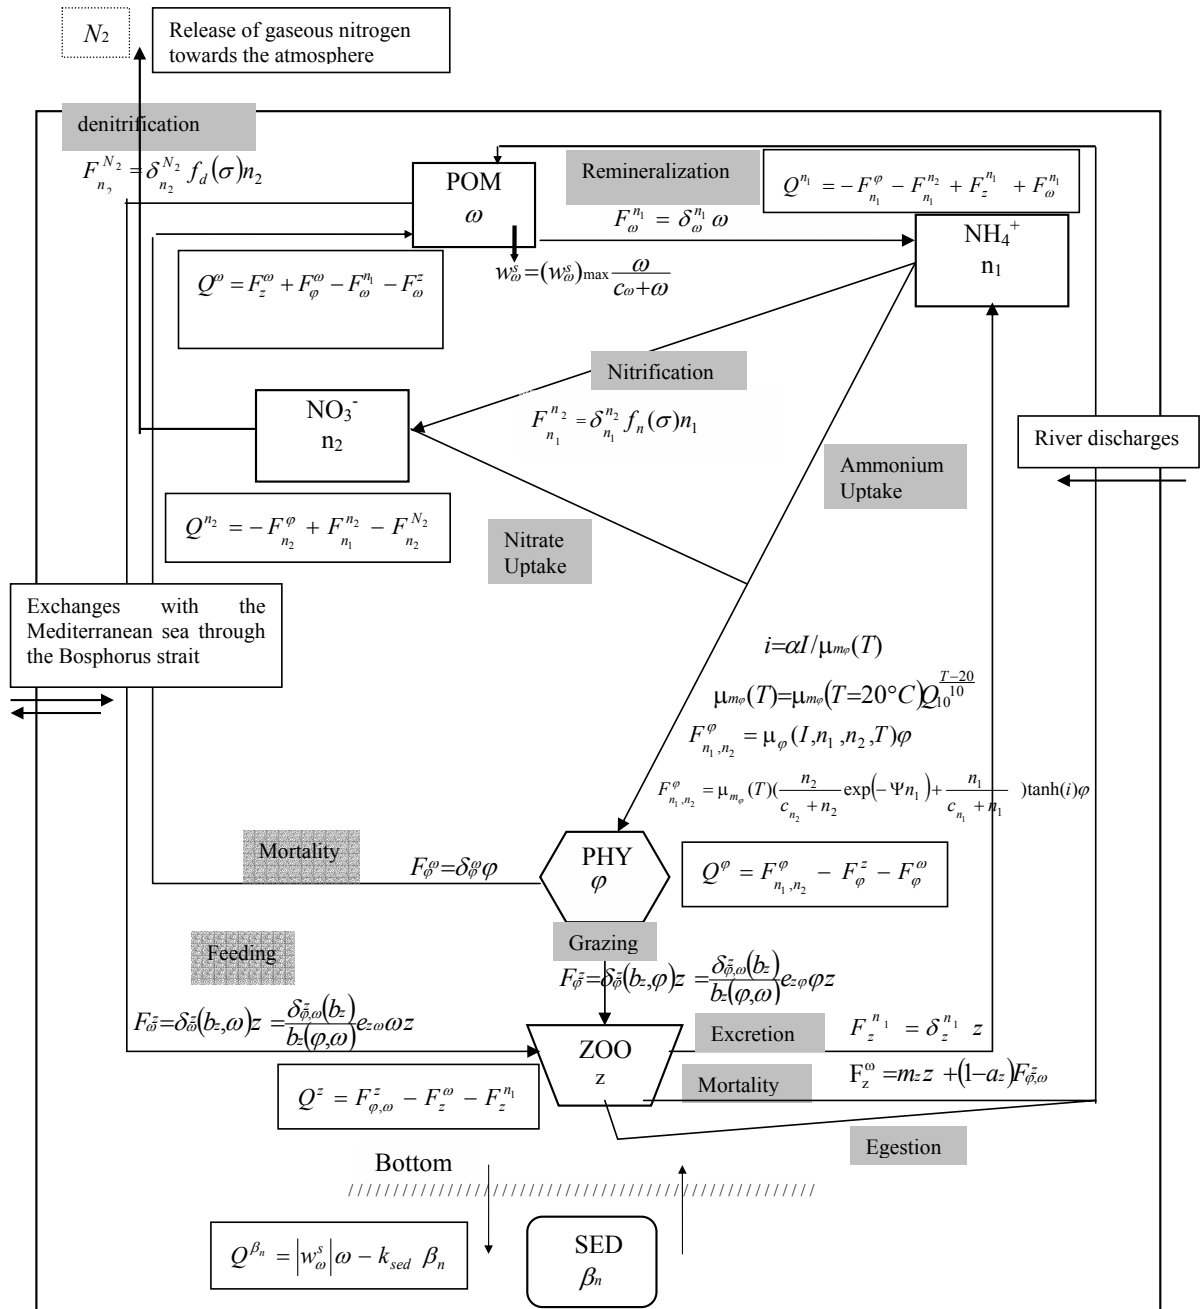 N₂
Release of gaseous nitrogen
towards the atmosphere
denitrification
F_{n_2}^{N_2} = δ_{n_2}^{N_2} f_d(σ)n_2
POM
ω
Remineralization
F_ω^{n_1} = δ_ω^{n_1} ω
Q^{n_1} = − F_{n_1}^φ − F_{n_1}^{n_2} + F_z^{n_1} + F_ω^{n_1}
NH₄⁺
n₁
w_ω^s = (w_ω^s)_{max} ω / (c_ω + ω)
Q^ω = F_z^ω + F_φ^ω − F_ω^{n_1} − F_ω^z
Nitrification
F_{n_1}^{n_2} = δ_{n_1}^{n_2} f_n(σ)n_1
NO₃⁻
n₂
River discharges
Ammonium
Uptake
Q^{n_2} = − F_{n_2}^φ + F_{n_1}^{n_2} − F_{n_2}^{N_2}
Nitrate
Uptake
Exchanges with the
Mediterranean sea through
the Bosphorus strait
i=αI/μ_{mφ}(T)
μ_{mφ}(T)=μ_{mφ}(T=20°C)Q_{10}^{(T−20)/10}
F_{n_1,n_2}^φ = μ_φ(I,n_1,n_2,T)φ
F_{n_1,n_2}^φ = μ_{m_φ}(T)(n_2/(c_{n_2} + n_2) exp(−Ψn_1) + n_1/(c_{n_1} + n_1))tanh(i)φ
Mortality
F_φ^ω=δ_φ^ωφ
PHY
φ
Q^φ = F_{n_1,n_2}^φ − F_φ^z − F_φ^ω
Grazing
Feeding
F_φ^z=δ_φ^z(b_z,φ)z = δ_{φ,ω}^z(b_z)/b_z(φ,ω) e_{zφ}φz
F_ω^z=δ_ω^z(b_z,ω)z = δ_{φ,ω}^z(b_z)/b_z(φ,ω) e_{zω}ωz
ZOO
z
Excretion
F_z^{n_1} = δ_z^{n_1} z
Mortality
F_z^ω = m_z z + (1−a_z)F_{φ,ω}^z
Q^z = F_{φ,ω}^z − F_z^ω − F_z^{n_1}
Egestion
Bottom
Q^{β_n} = |w_ω^s|ω − k_{sed} β_n
SED
β_n